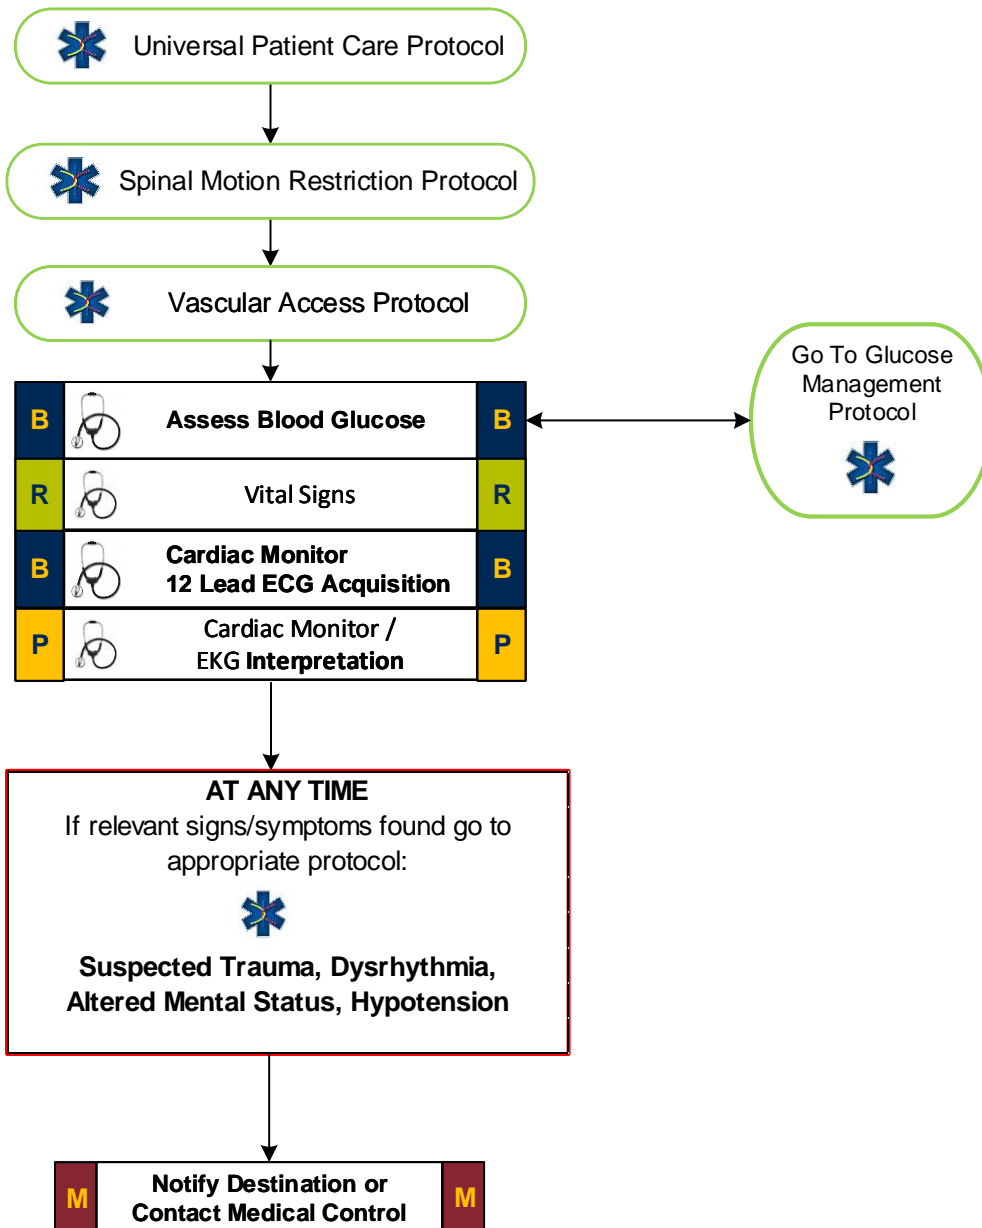 Universal Patient Care Protocol
Spinal Motion Restriction Protocol
Vascular Access Protocol
Go To Glucose
Management
Protocol
B Assess Blood Glucose B
R Vital Signs R
B Cardiac Monitor
12 Lead ECG Acquisition B
P Cardiac Monitor /
EKG Interpretation P
AT ANY TIME
If relevant signs/symptoms found go to
appropriate protocol:
Suspected Trauma, Dysrhythmia,
Altered Mental Status, Hypotension
M Notify Destination or
Contact Medical Control M